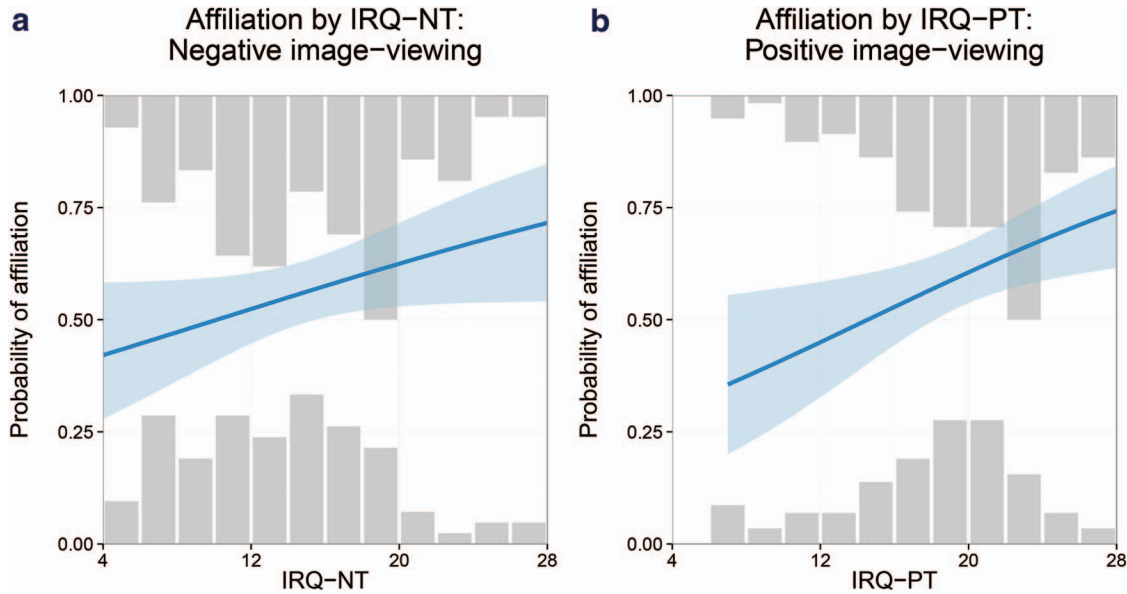 a
Affiliation by IRQ−NT:
Negative image−viewing
Probability of affiliation
1.00
0.75
0.50
0.25
0.00
4
12
20
28
IRQ−NT
b
Affiliation by IRQ−PT:
Positive image−viewing
Probability of affiliation
1.00
0.75
0.50
0.25
0.00
4
12
20
28
IRQ−PT